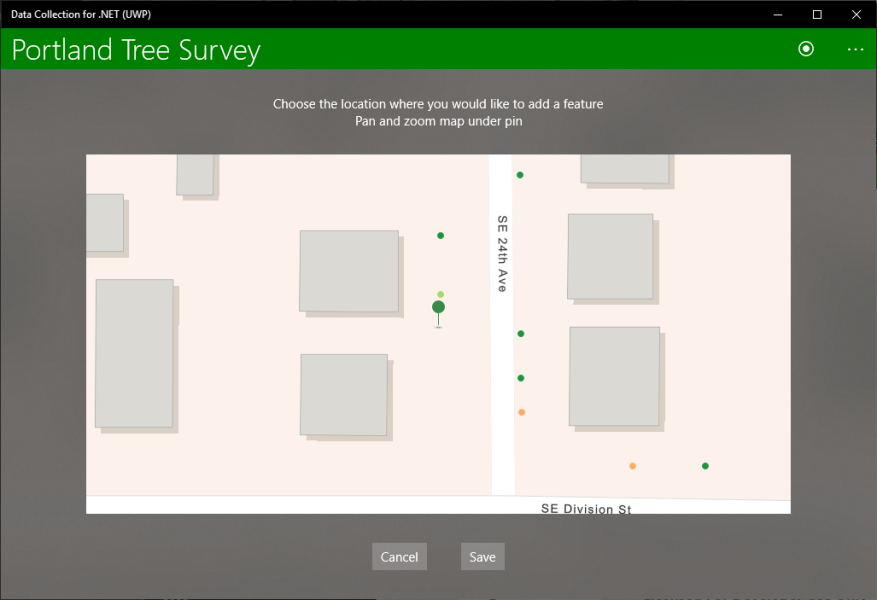 Data Collection for .NET (UWP)
Portland Tree Survey
Choose the location where you would like to add a feature
Pan and zoom map under pin
SE 24th Ave
SE Division St
Cancel
Save